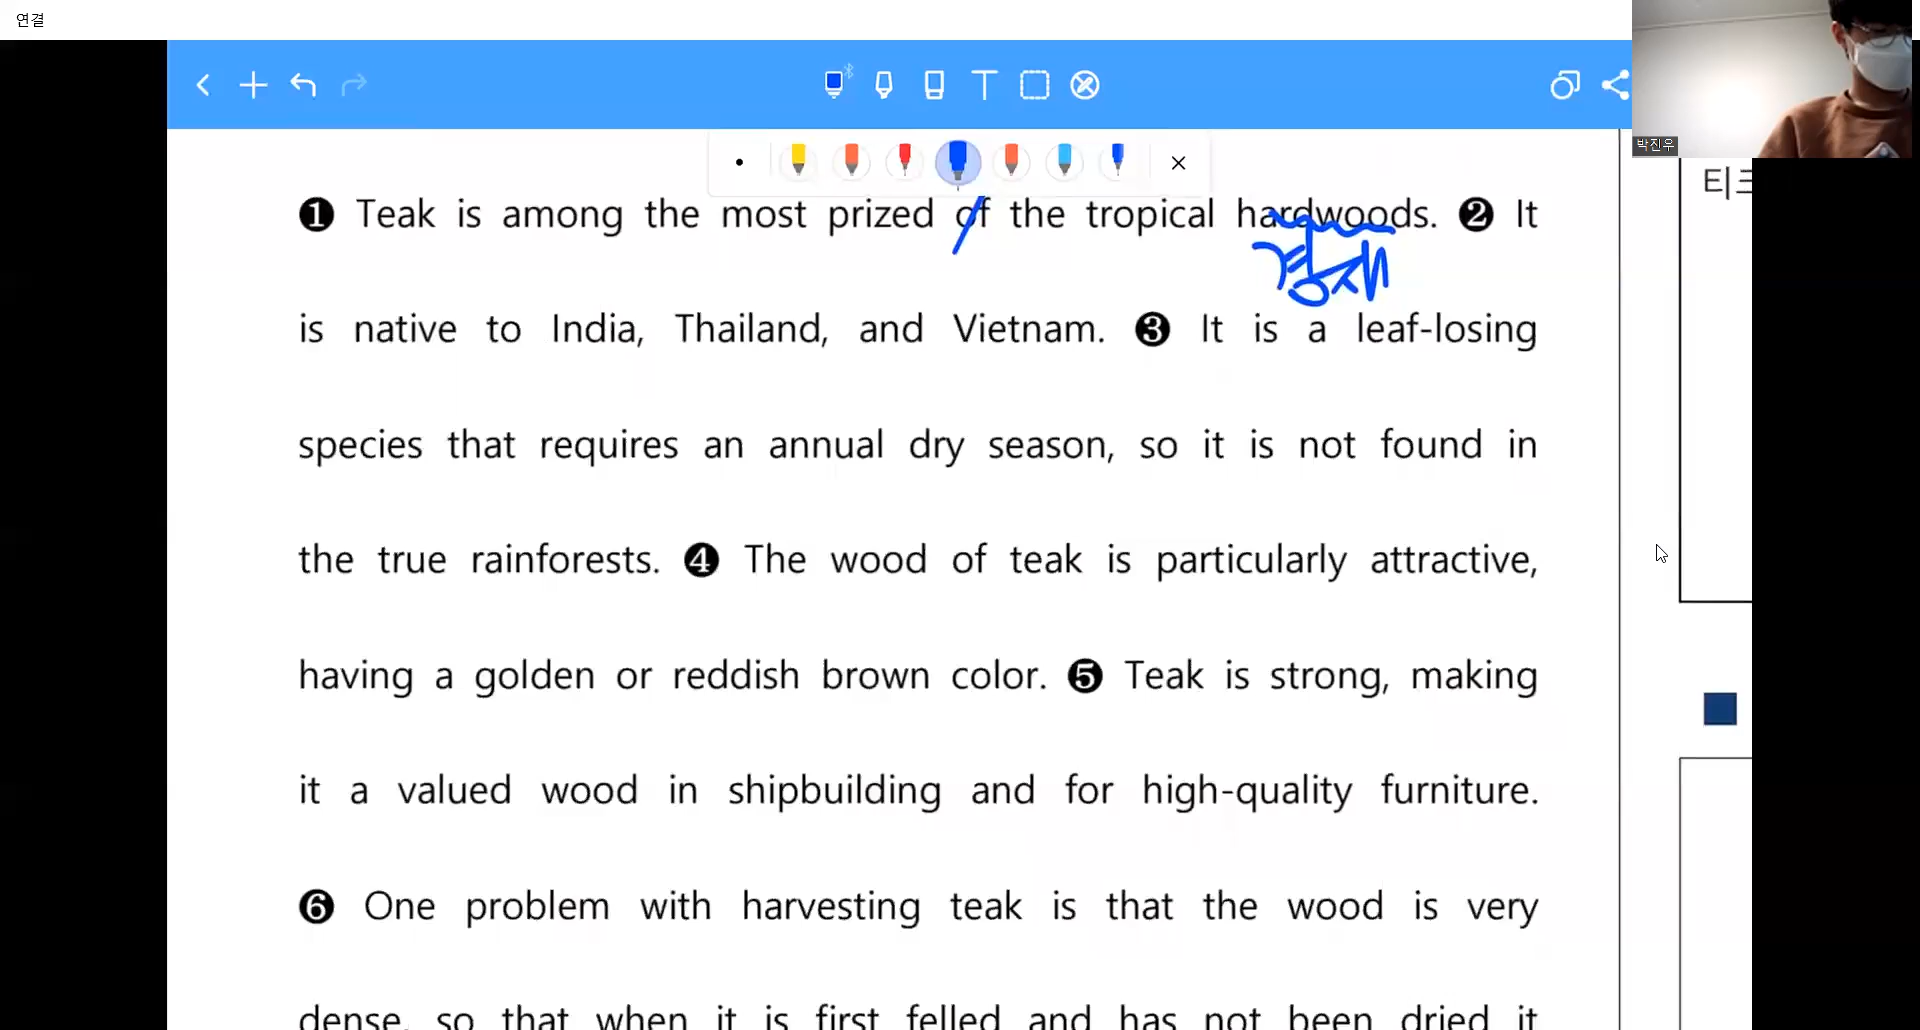 연결
박진우
티크
❶ Teak is among the most prized of the tropical hardwoods. ❷ It
경재
is native to India, Thailand, and Vietnam. ❸ It is a leaf-losing
species that requires an annual dry season, so it is not found in
the true rainforests. ❹ The wood of teak is particularly attractive,
having a golden or reddish brown color. ❺ Teak is strong, making
it a valued wood in shipbuilding and for high-quality furniture.
❻ One problem with harvesting teak is that the wood is very
dense, so that when it is first felled and has not been dried it